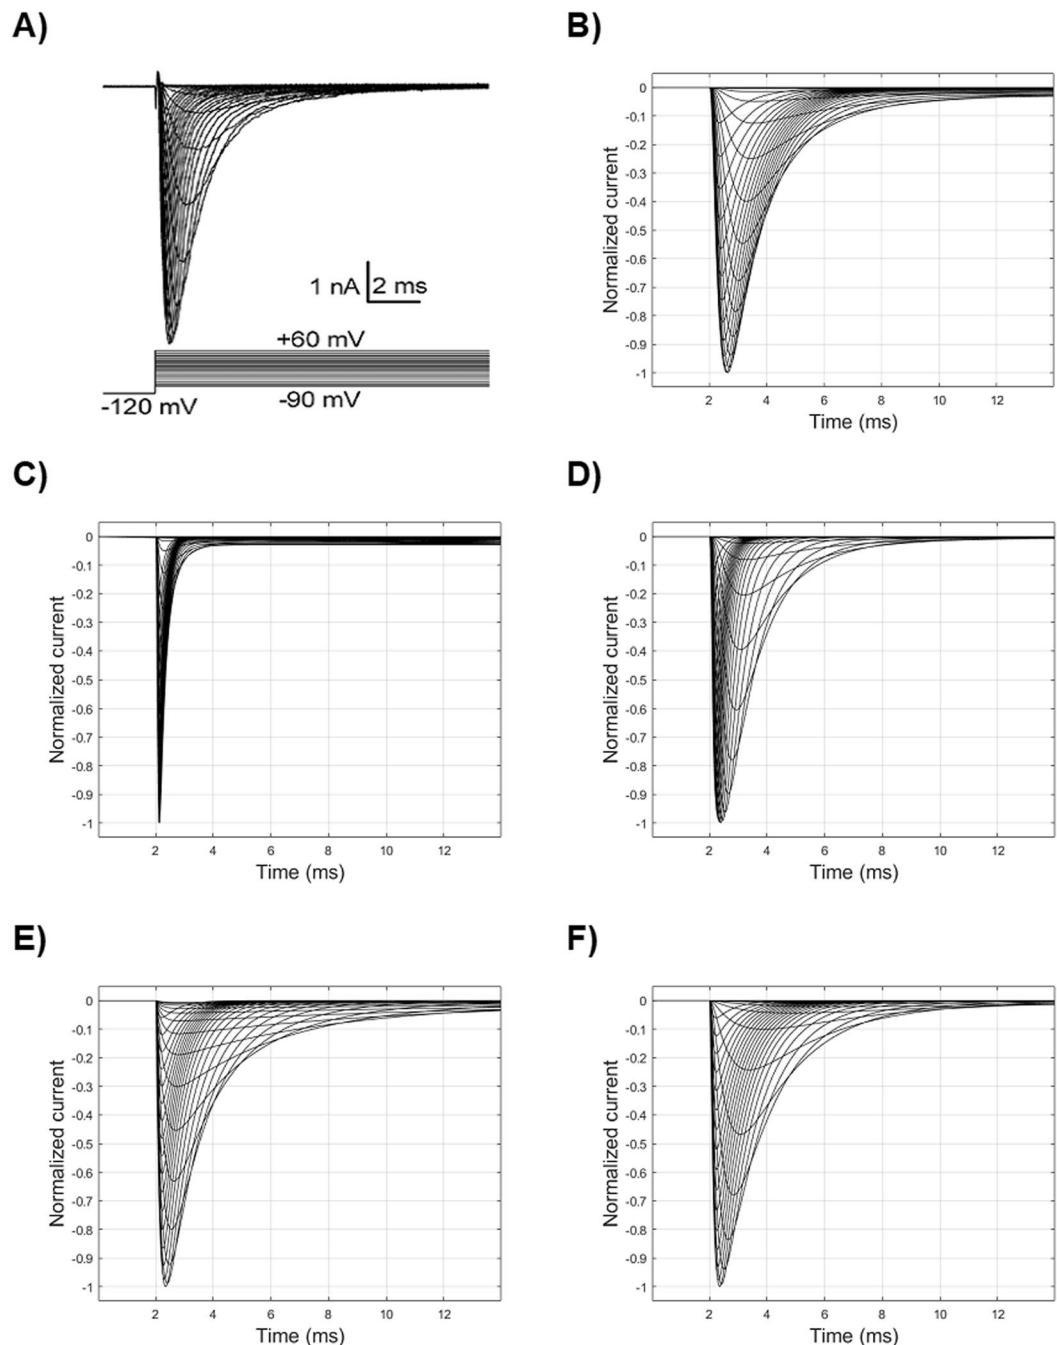 A)
1 nA
2 ms
+60 mV
-120 mV
-90 mV
B)
Normalized current
0
-0.1
-0.2
-0.3
-0.4
-0.5
-0.6
-0.7
-0.8
-0.9
-1
2 4 6 8 10 12
Time (ms)
C)
Normalized current
0
-0.1
-0.2
-0.3
-0.4
-0.5
-0.6
-0.7
-0.8
-0.9
-1
2 4 6 8 10 12
Time (ms)
D)
Normalized current
0
-0.1
-0.2
-0.3
-0.4
-0.5
-0.6
-0.7
-0.8
-0.9
-1
2 4 6 8 10 12
Time (ms)
E)
Normalized current
0
-0.1
-0.2
-0.3
-0.4
-0.5
-0.6
-0.7
-0.8
-0.9
-1
2 4 6 8 10 12
Time (ms)
F)
Normalized current
0
-0.1
-0.2
-0.3
-0.4
-0.5
-0.6
-0.7
-0.8
-0.9
-1
2 4 6 8 10 12
Time (ms)